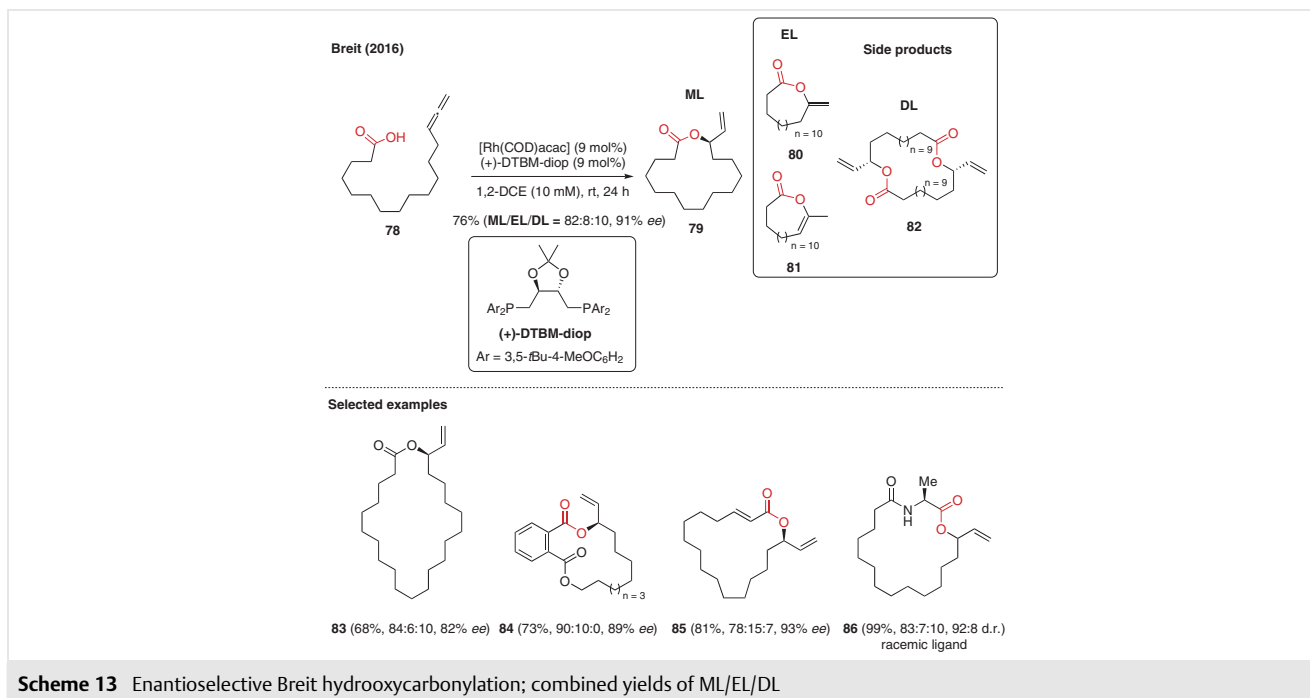 Breit (2016)
O
OH
78
[Rh(COD)acac] (9 mol%)
(+)-DTBM-diop (9 mol%)
1,2-DCE (10 mM), rt, 24 h
76% (ML/EL/DL = 82:8:10, 91% ee)
ML
O
O
79
O
O
Ar2P
PAr2
(+)-DTBM-diop
Ar = 3,5-tBu-4-MeOC6H2
EL
Side products
O
O
n = 10
80
O
O
n = 10
81
DL
n = 9
O
O
O
n = 9
O
82
Selected examples
O
O
83 (68%, 84:6:10, 82% ee)
O
O
O
O
n = 3
84 (73%, 90:10:0, 89% ee)
O
O
85 (81%, 78:15:7, 93% ee)
O
Me
O
N
H
O
86 (99%, 83:7:10, 92:8 d.r.)
racemic ligand
Scheme 13 Enantioselective Breit hydrooxycarbonylation; combined yields of ML/EL/DL